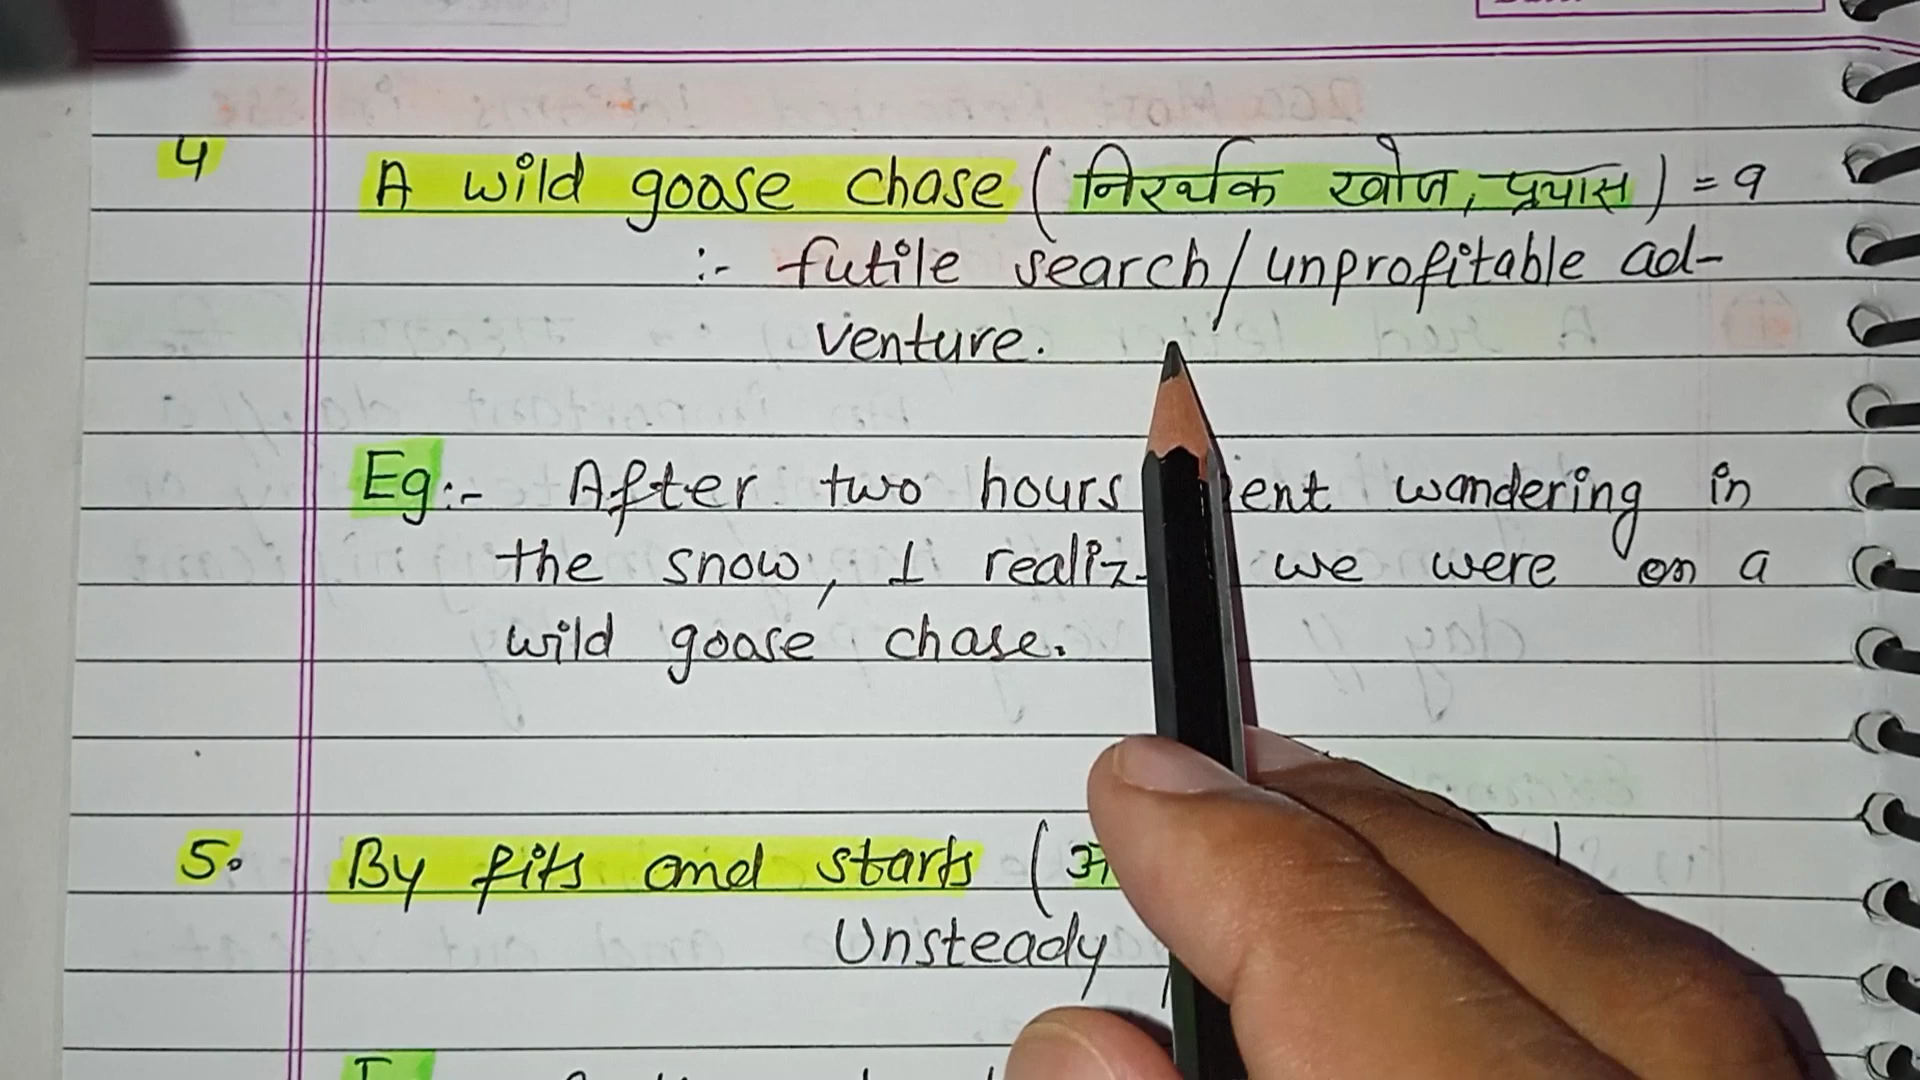 4 A wild goose chase (निरर्थक खोज, प्रयास) = 9
:- futile search/unprofitable ad-
venture.
Eg:- After two hours wandering in
the snow, I we were on a
wild goose chase.
5. By fits and starts (
Unsteady